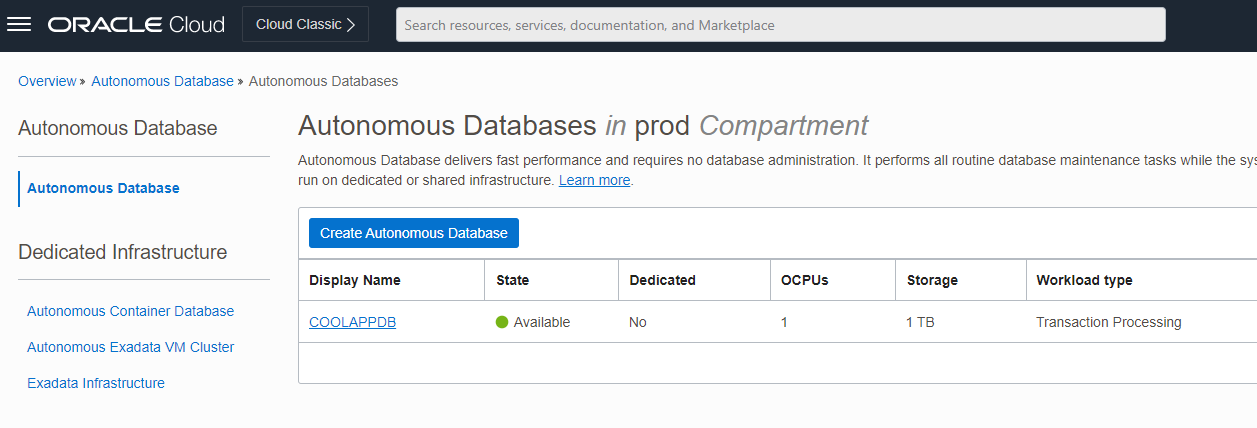 ORACLE Cloud
Cloud Classic
Search resources, services, documentation, and Marketplace
Overview » Autonomous Database » Autonomous Databases
Autonomous Database
Autonomous Database
Dedicated Infrastructure
Autonomous Container Database
Autonomous Exadata VM Cluster
Exadata Infrastructure
Autonomous Databases in prod Compartment
Autonomous Database delivers fast performance and requires no database administration. It performs all routine database maintenance tasks while the sys
run on dedicated or shared infrastructure. Learn more.
Create Autonomous Database
Display Name State Dedicated OCPUs Storage Workload type
COOLAPPDB Available No 1 1 TB Transaction Processing